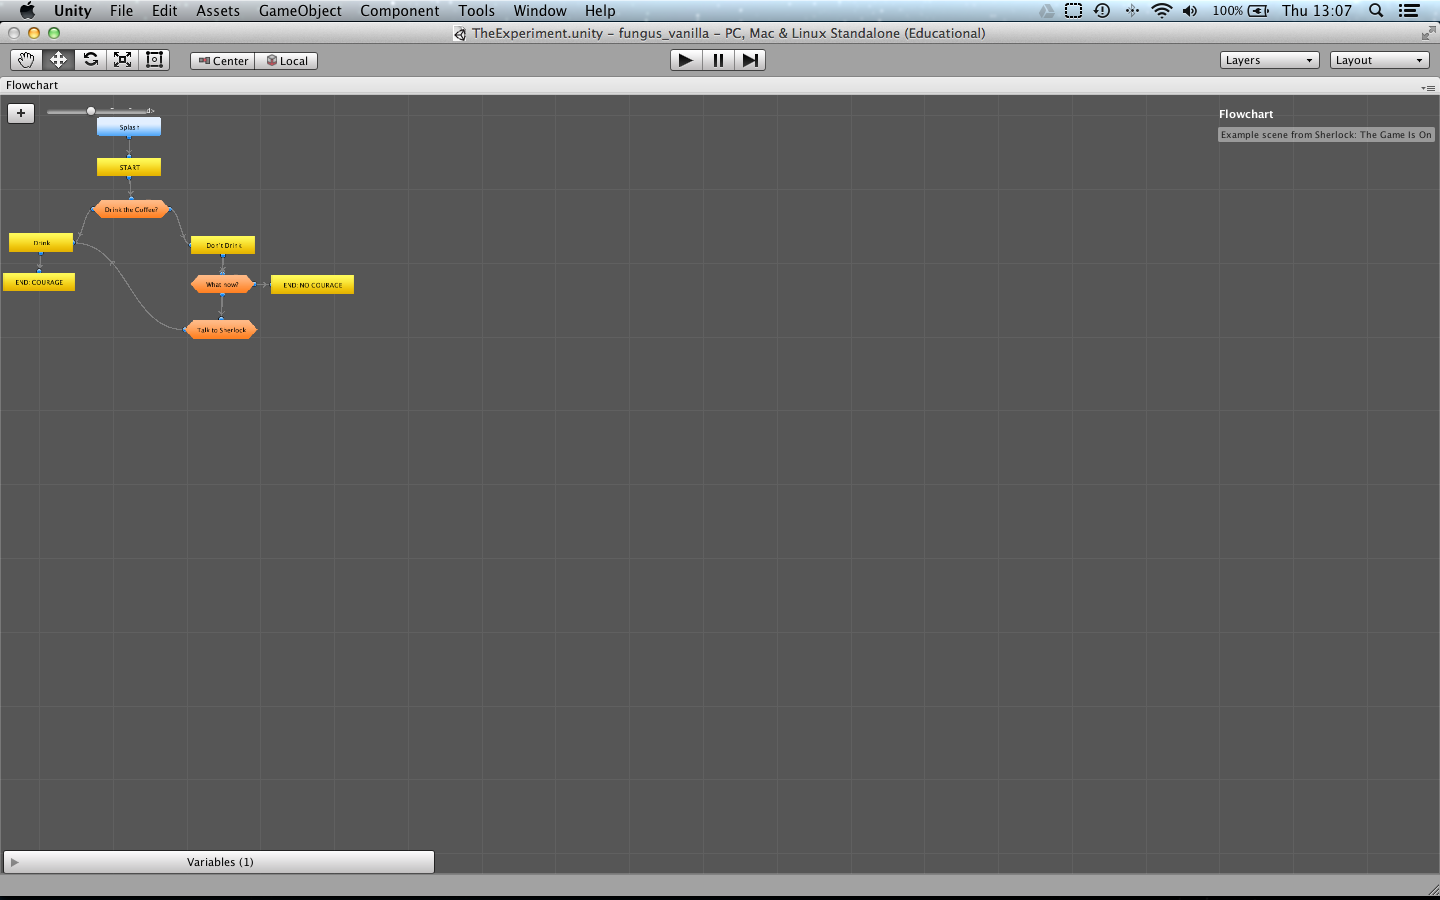 Unity File Edit Assets GameObject Component Tools Window Help 100% Thu 13:07
TheExperiment.unity – fungus_vanilla – PC, Mac & Linux Standalone (Educational)
Center Local Layers Layout
Flowchart
+
Flowchart
Example scene from Sherlock: The Game Is On
Splash
START
Drink the Coffee?
Drink
Don't Drink
END: COURAGE
What now?
END: NO COURAGE
Talk to Sherlock
Variables (1)